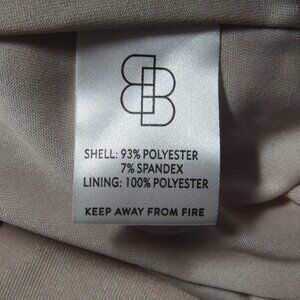 SHELL: 93% POLYESTER
7% SPANDEX
LINING: 100% POLYESTER
KEEP AWAY FROM FIRE